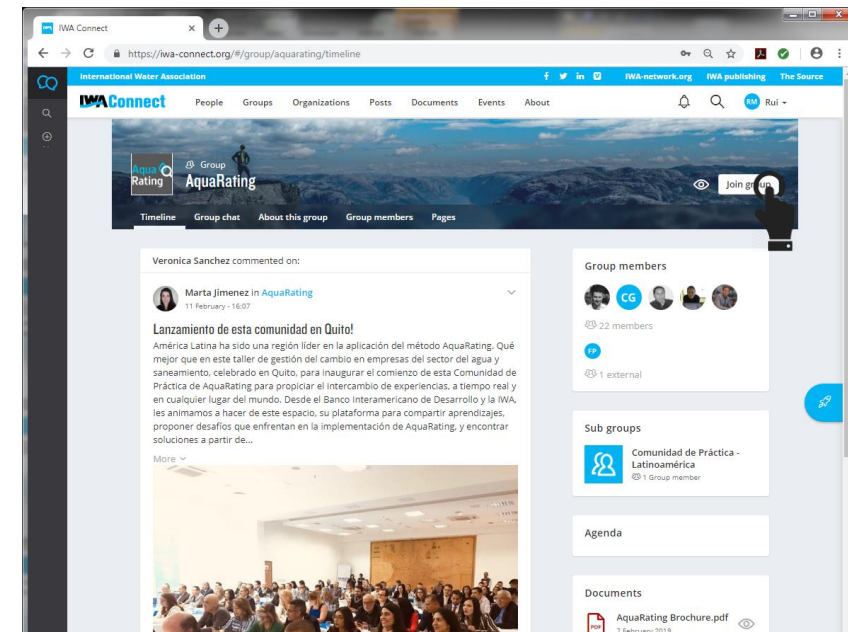 IWA Connect
https://iwa-connect.org/#/group/aquarating/timeline
International Water Association
IWA-network.org IWA publishing The Source
IWAConnect People Groups Organizations Posts Documents Events About RM Rui
Aqua Rating
Group
AquaRating
Join group
Timeline Group chat About this group Group members Pages
Veronica Sanchez commented on:
Marta Jimenez in AquaRating
11 February - 16:07
Lanzamiento de esta comunidad en Quito!
América Latina ha sido una región líder en la aplicación del método AquaRating. Qué
mejor que en este taller de gestión del cambio en empresas del sector del agua y
saneamiento, celebrado en Quito, para inaugurar el comienzo de esta Comunidad de
Práctica de AquaRating para propiciar el intercambio de experiencias, a tiempo real y
en cualquier lugar del mundo. Desde el Banco Interamericano de Desarrollo y la IWA,
les animamos a hacer de este espacio, su plataforma para compartir aprendizajes,
proponer desafíos que enfrentan en la implementación de AquaRating, y encontrar
soluciones a partir de...
More
Group members
CG
22 members
FP
1 external
Sub groups
Comunidad de Práctica -
Latinoamérica
1 Group member
Agenda
Documents
PDF
AquaRating Brochure.pdf
7 February 2019